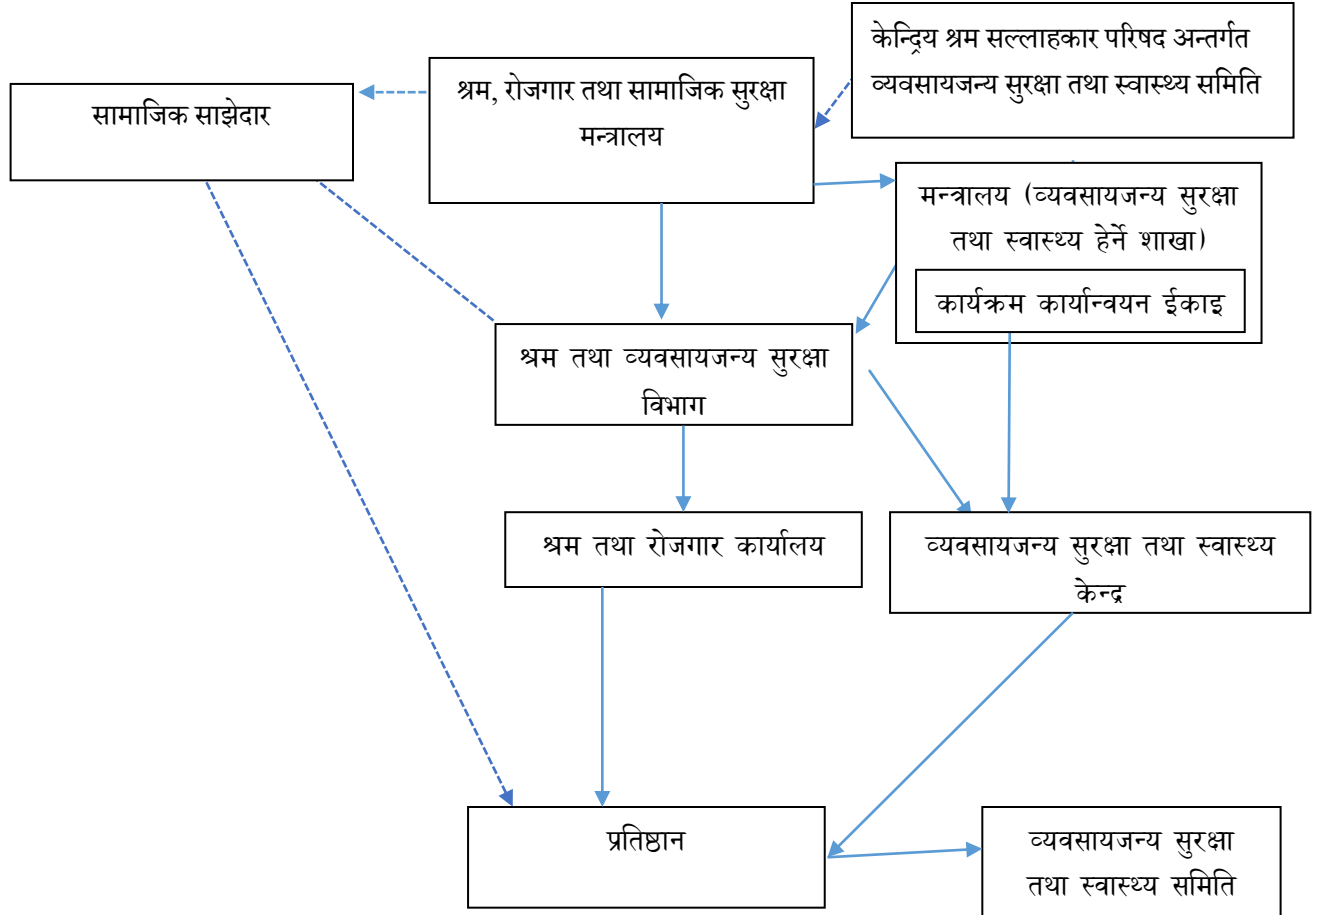 केन्द्रिय श्रम सल्लाहकार परिषद अन्तर्गत
व्यवसायजन्य सुरक्षा तथा स्वास्थ्य समिति
श्रम, रोजगार तथा सामाजिक सुरक्षा
मन्त्रालय
सामाजिक साझेदार
मन्त्रालय (व्यवसायजन्य सुरक्षा
तथा स्वास्थ्य हेर्ने शाखा)
कार्यक्रम कार्यान्वयन ईकाइ
श्रम तथा व्यवसायजन्य सुरक्षा
विभाग
श्रम तथा रोजगार कार्यालय
व्यवसायजन्य सुरक्षा तथा स्वास्थ्य
केन्द्र
प्रतिष्ठान
व्यवसायजन्य सुरक्षा
तथा स्वास्थ्य समिति